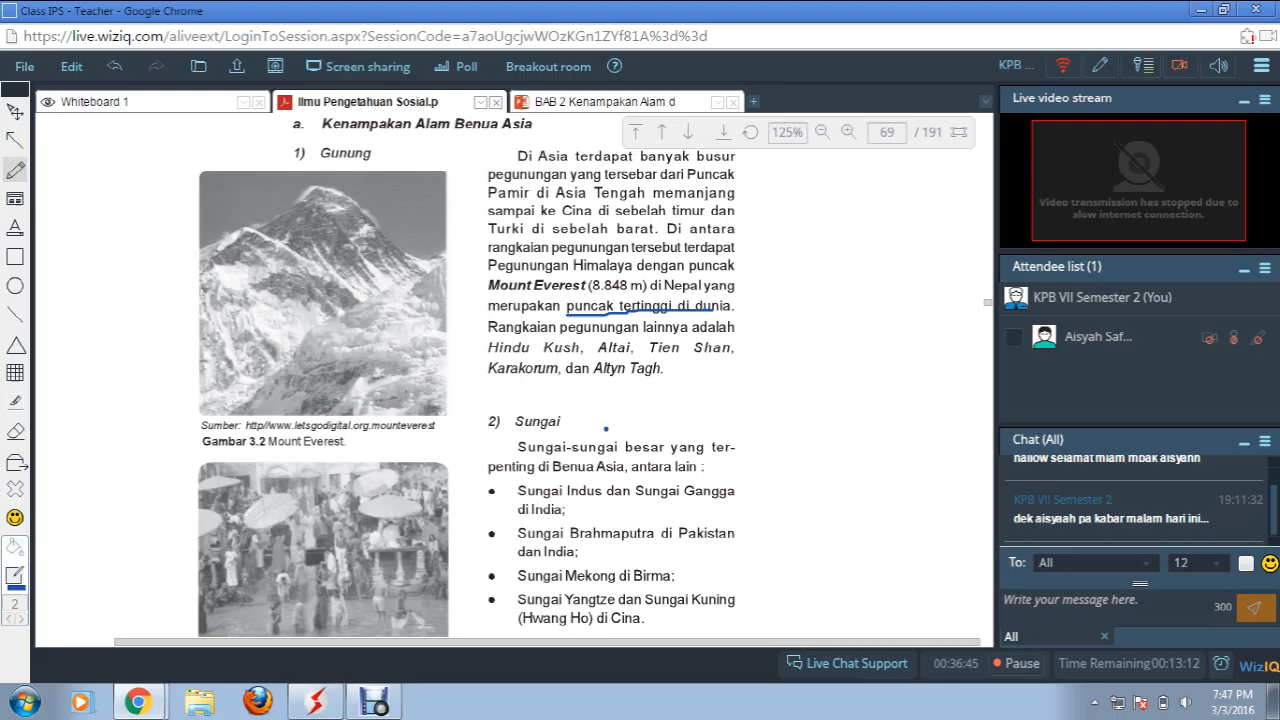 Class IPS - Teacher - Google Chrome
https://live.wiziq.com/aliveext/LoginToSession.aspx?SessionCode=a7aoUgcjwWOzKGn1ZYf81A%3d%3d
File Edit Screen sharing Poll Breakout room KPB ...
Whiteboard 1 Ilmu Pengetahuan Sosial.p BAB 2 Kenampakan Alam d
125% 69 / 191
a. Kenampakan Alam Benua Asia
1) Gunung
Di Asia terdapat banyak busur
pegunungan yang tersebar dari Puncak
Pamir di Asia Tengah memanjang
sampai ke Cina di sebelah timur dan
Turki di sebelah barat. Di antara
rangkaian pegunungan tersebut terdapat
Pegunungan Himalaya dengan puncak
Mount Everest (8.848 m) di Nepal yang
merupakan puncak tertinggi di dunia.
Rangkaian pegunungan lainnya adalah
Hindu Kush, Altai, Tien Shan,
Karakorum, dan Altyn Tagh.
Sumber: http//www.letsgodigital.org.mounteverest
Gambar 3.2 Mount Everest.
2) Sungai
Sungai-sungai besar yang ter-
penting di Benua Asia, antara lain :
● Sungai Indus dan Sungai Gangga
di India;
● Sungai Brahmaputra di Pakistan
dan India;
● Sungai Mekong di Birma;
● Sungai Yangtze dan Sungai Kuning
(Hwang Ho) di Cina.
2
Live video stream
Video transmission has stopped due to
slow internet connection.
Attendee list (1)
KPB VII Semester 2 (You)
Aisyah Saf...
Chat (All)
hallow selamat mlam mbak aisyahh
KPB VII Semester 2 19:11:32
dek aisyaah pa kabar malam hari ini...
To: All 12
Write your message here.
300
All
Live Chat Support 00:36:45 Pause Time Remaining 00:13:12 WizIQ
7:47 PM
3/3/2016